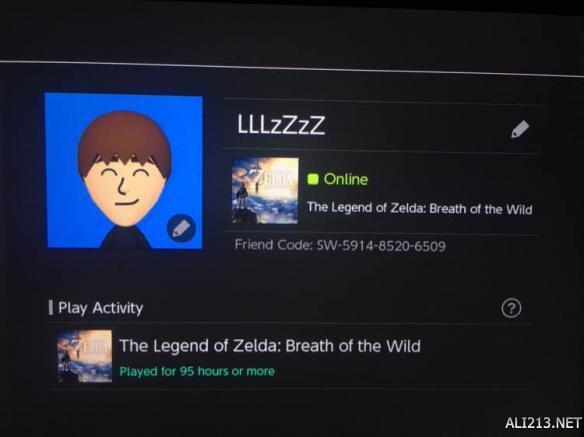 LLLzZzZ
ZELDA
Online
The Legend of Zelda: Breath of the Wild
Friend Code: SW-5914-8520-6509
Play Activity
?
ZELDA
The Legend of Zelda: Breath of the Wild
Played for 95 hours or more
ALI213.NET